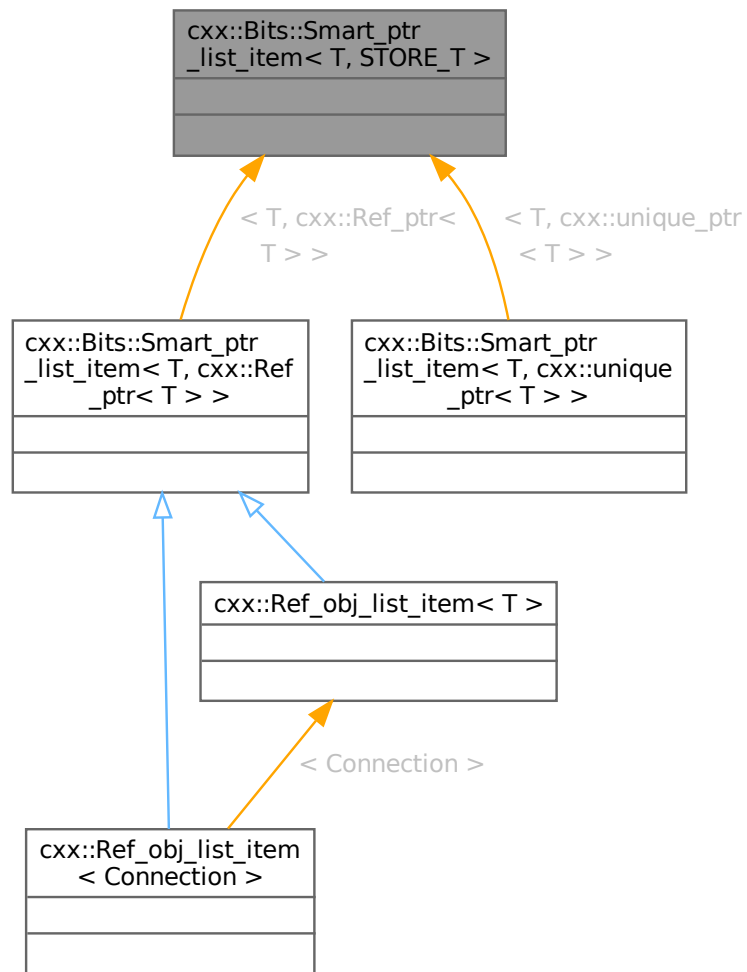 cxx::Bits::Smart_ptr
_list_item< T, STORE_T >
< T, cxx::Ref_ptr<
T > >
< T, cxx::unique_ptr
< T > >
cxx::Bits::Smart_ptr
_list_item< T, cxx::Ref
_ptr< T > >
cxx::Bits::Smart_ptr
_list_item< T, cxx::unique
_ptr< T > >
cxx::Ref_obj_list_item< T >
< Connection >
cxx::Ref_obj_list_item
< Connection >